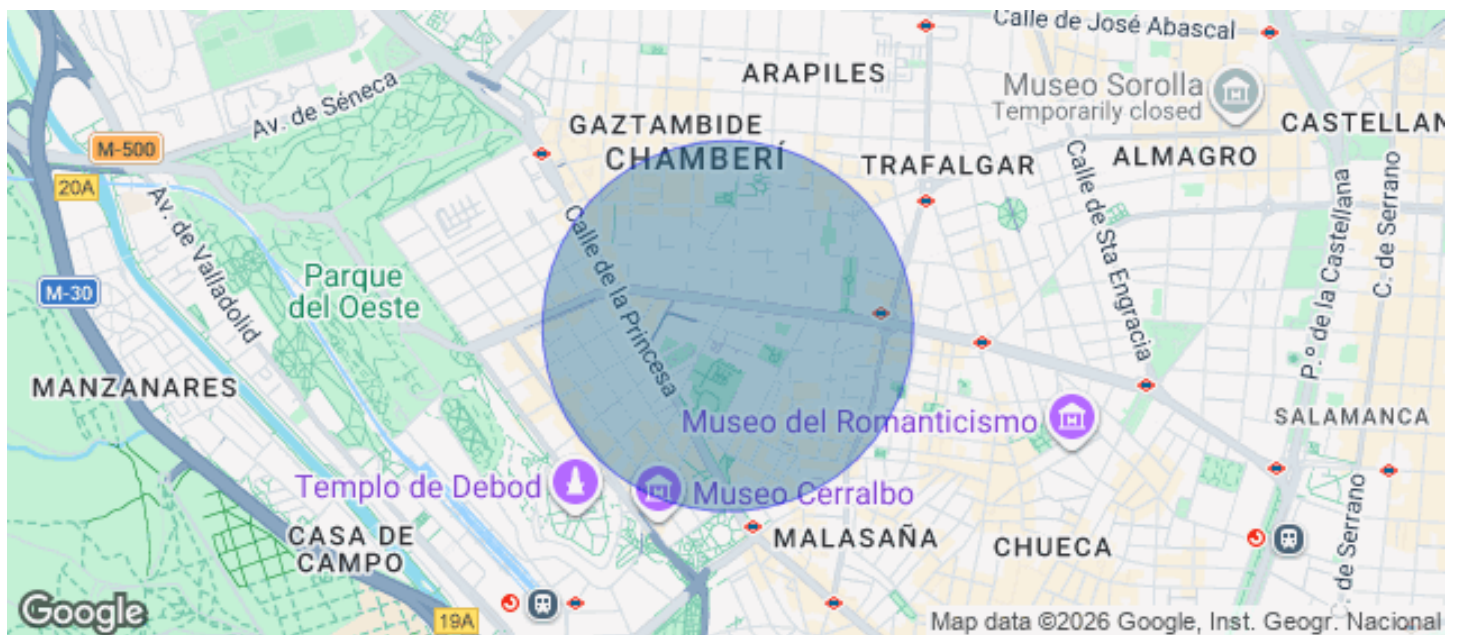 Calle de José Abascal
ARAPILES
Museo Sorolla
Temporarily closed
Av. de Séneca
GAZTAMBIDE
CHAMBERÍ
CASTELLAN
M-500
TRAFALGAR
ALMAGRO
20A
Av. de Valladolid
Calle de la Princesa
Calle de Sta Engracia
P.º de la Castellana
C. de Serrano
Parque
del Oeste
M-30
MANZANARES
Museo del Romanticismo
SALAMANCA
Templo de Debod
Museo Cerralbo
CASA DE
CAMPO
MALASAÑA
CHUECA
C. de Serrano
Google
19A
Map data ©2026 Google, Inst. Geogr. Nacional